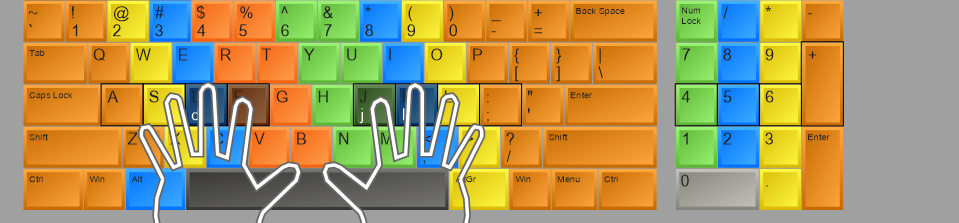 ~ ! @ # $ % ^ & * ( ) _ + Back Space
` 1 2 3 4 5 6 7 8 9 0 - =
Tab Q W E R T Y U I O P { } |
[ ] \
Caps Lock A S G H J : " Enter
d j ; '
Shift Z X C V B N M ? Shift
, /
Ctrl Win Alt Gr Win Menu Ctrl
Num Lock / * -
7 8 9 +
4 5 6
1 2 3 Enter
0 .